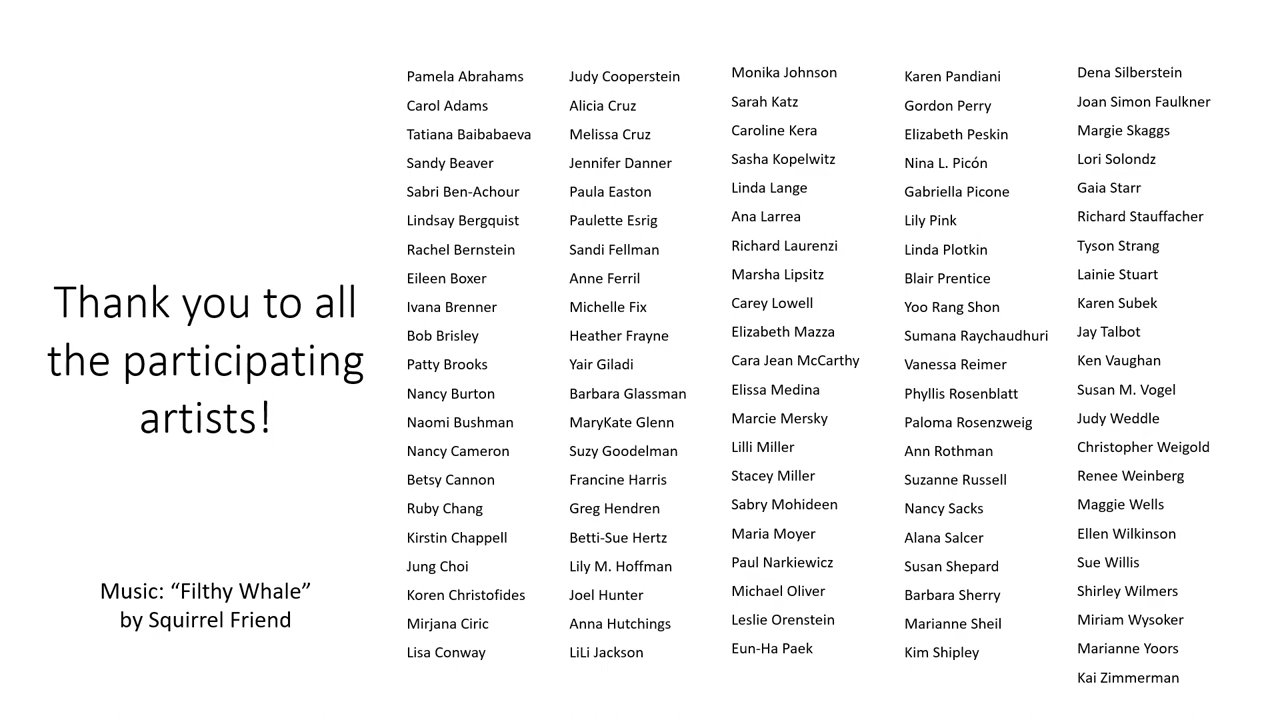 Thank you to all
the participating
artists!
Music: “Filthy Whale”
by Squirrel Friend
Pamela Abrahams
Carol Adams
Tatiana Baibabaeva
Sandy Beaver
Sabri Ben-Achour
Lindsay Bergquist
Rachel Bernstein
Eileen Boxer
Ivana Brenner
Bob Brisley
Patty Brooks
Nancy Burton
Naomi Bushman
Nancy Cameron
Betsy Cannon
Ruby Chang
Kirstin Chappell
Jung Choi
Koren Christofides
Mirjana Ciric
Lisa Conway
Judy Cooperstein
Alicia Cruz
Melissa Cruz
Jennifer Danner
Paula Easton
Paulette Esrig
Sandi Fellman
Anne Ferril
Michelle Fix
Heather Frayne
Yair Giladi
Barbara Glassman
MaryKate Glenn
Suzy Goodelman
Francine Harris
Greg Hendren
Betti-Sue Hertz
Lily M. Hoffman
Joel Hunter
Anna Hutchings
LiLi Jackson
Monika Johnson
Sarah Katz
Caroline Kera
Sasha Kopelwitz
Linda Lange
Ana Larrea
Richard Laurenzi
Marsha Lipsitz
Carey Lowell
Elizabeth Mazza
Cara Jean McCarthy
Elissa Medina
Marcie Mersky
Lilli Miller
Stacey Miller
Sabry Mohideen
Maria Moyer
Paul Narkiewicz
Michael Oliver
Leslie Orenstein
Eun-Ha Paek
Karen Pandiani
Gordon Perry
Elizabeth Peskin
Nina L. Picón
Gabriella Picone
Lily Pink
Linda Plotkin
Blair Prentice
Yoo Rang Shon
Sumana Raychaudhuri
Vanessa Reimer
Phyllis Rosenblatt
Paloma Rosenzweig
Ann Rothman
Suzanne Russell
Nancy Sacks
Alana Salcer
Susan Shepard
Barbara Sherry
Marianne Sheil
Kim Shipley
Dena Silberstein
Joan Simon Faulkner
Margie Skaggs
Lori Solondz
Gaia Starr
Richard Stauffacher
Tyson Strang
Lainie Stuart
Karen Subek
Jay Talbot
Ken Vaughan
Susan M. Vogel
Judy Weddle
Christopher Weigold
Renee Weinberg
Maggie Wells
Ellen Wilkinson
Sue Willis
Shirley Wilmers
Miriam Wysoker
Marianne Yoors
Kai Zimmerman